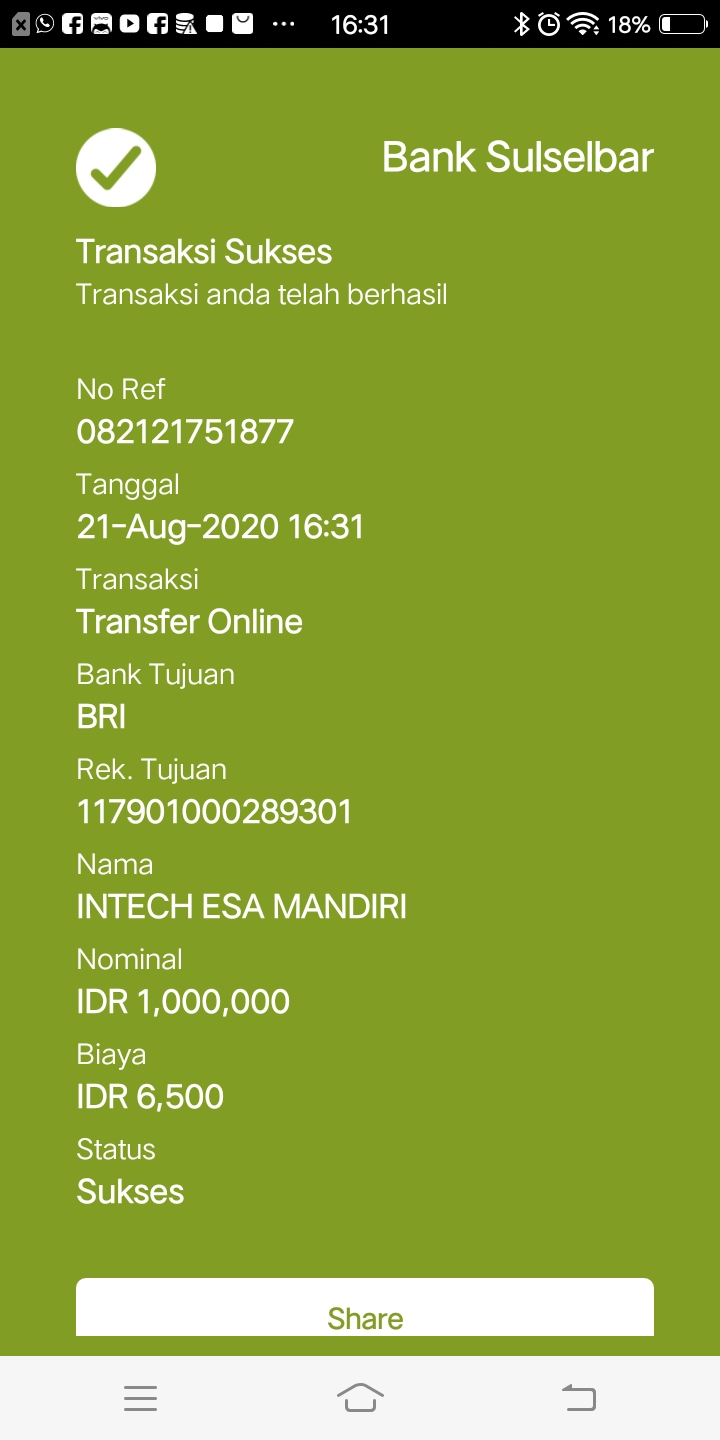 16:31
18%
Bank Sulselbar
Transaksi Sukses
Transaksi anda telah berhasil
No Ref
082121751877
Tanggal
21-Aug-2020 16:31
Transaksi
Transfer Online
Bank Tujuan
BRI
Rek. Tujuan
117901000289301
Nama
INTECH ESA MANDIRI
Nominal
IDR 1,000,000
Biaya
IDR 6,500
Status
Sukses
Share